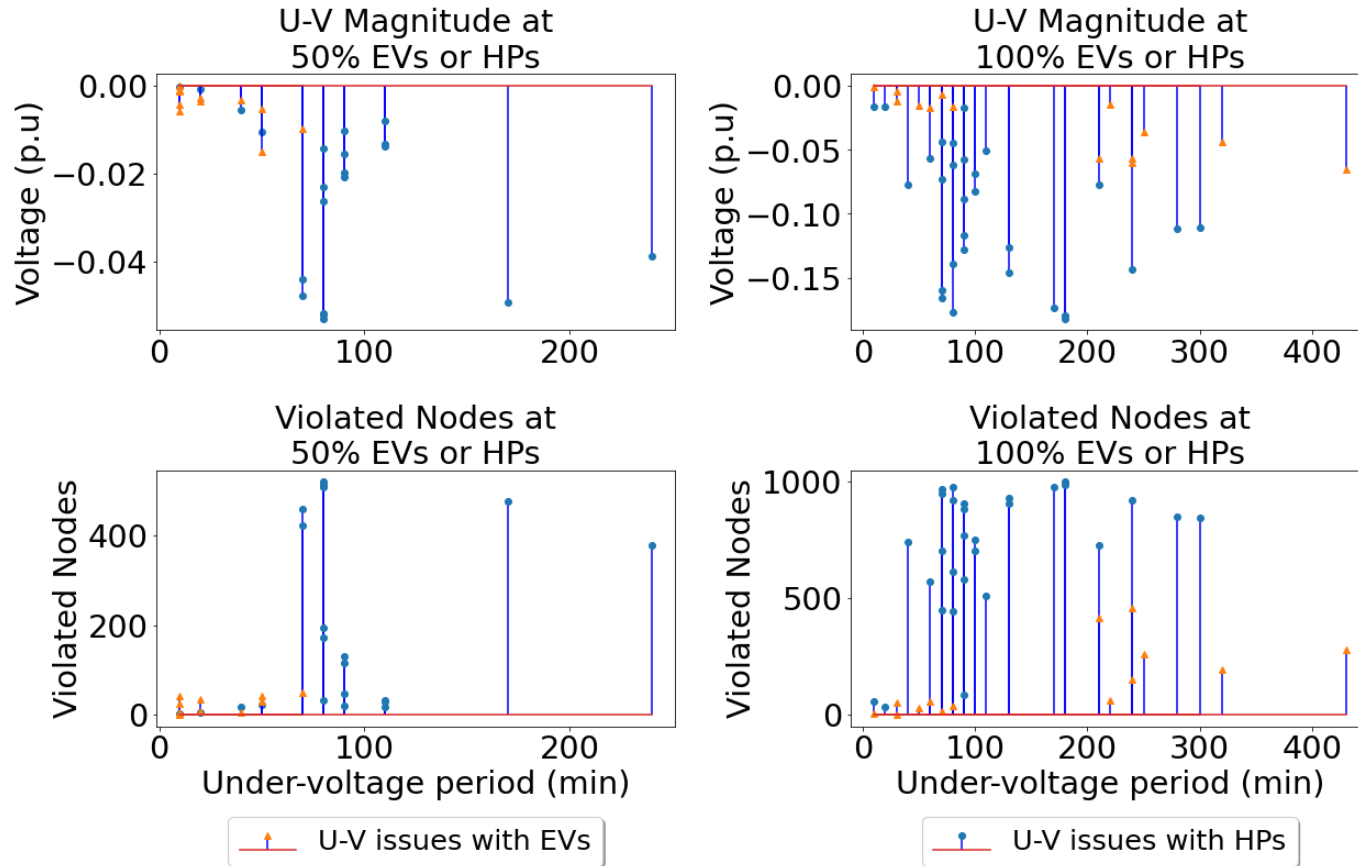 U-V Magnitude at
50% EVs or HPs
U-V Magnitude at
100% EVs or HPs
Voltage (p.u)
0.00
−0.02
−0.04
0 100 200
Voltage (p.u)
0.00
−0.05
−0.10
−0.15
0 100 200 300 400
Violated Nodes at
50% EVs or HPs
Violated Nodes at
100% EVs or HPs
Violated Nodes
400
200
0
0 100 200
Under-voltage period (min)
Violated Nodes
1000
500
0
0 100 200 300 400
Under-voltage period (min)
U-V issues with EVs
U-V issues with HPs